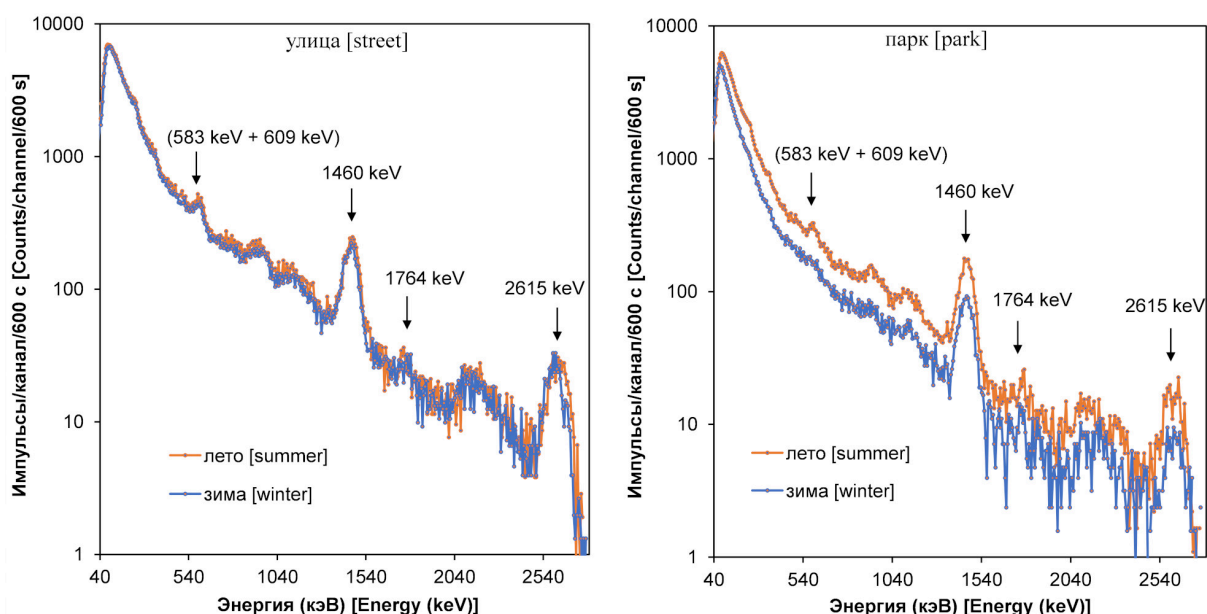 улица [street]
Импульсы/канал/600 с [Counts/channel/600 s]
10000
1000
100
10
1
(583 keV + 609 keV)
1460 keV
1764 keV
2615 keV
лето [summer]
зима [winter]
40 540 1040 1540 2040 2540
Энергия (кэВ) [Energy (keV)]
парк [park]
Импульсы/канал/600 с [Counts/channel/600 s]
10000
1000
100
10
1
(583 keV + 609 keV)
1460 keV
1764 keV
2615 keV
лето [summer]
зима [winter]
40 540 1040 1540 2040 2540
Энергия (кэВ) [Energy (keV)]